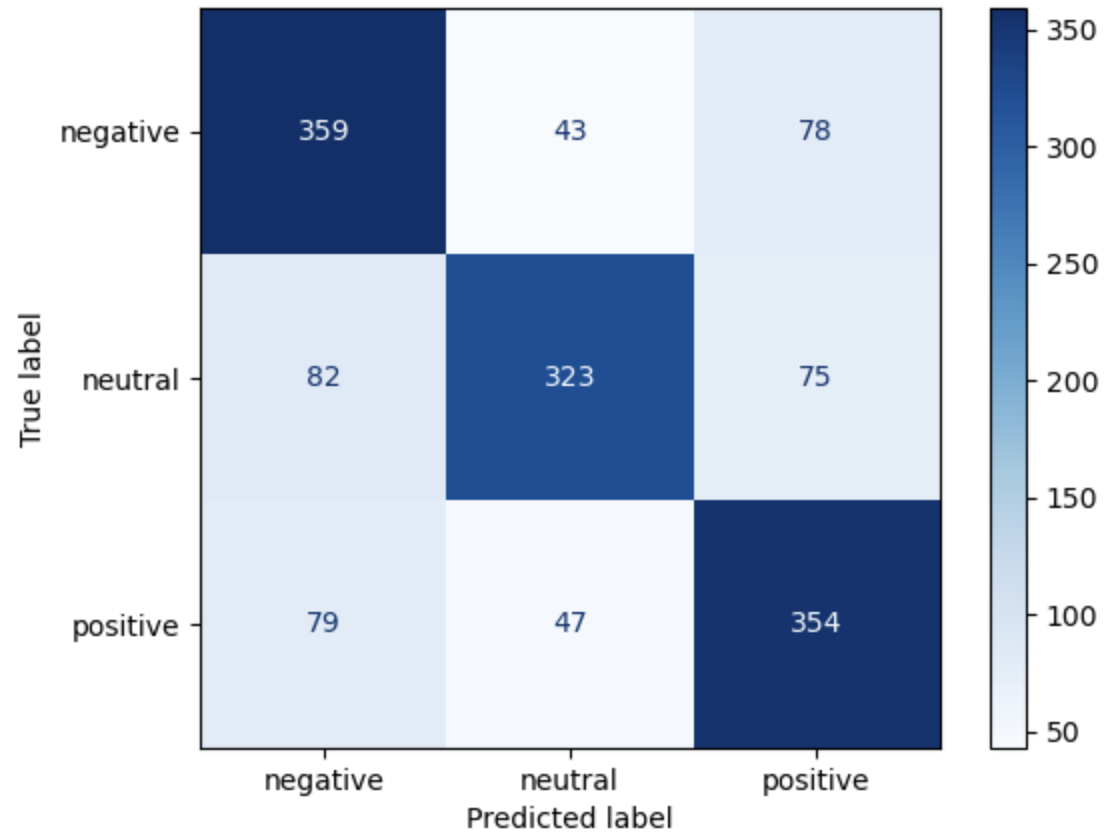 350
negative
359
43
78
300
250
True label
neutral
82
323
75
200
150
positive
79
47
354
100
50
negative
neutral
positive
Predicted label